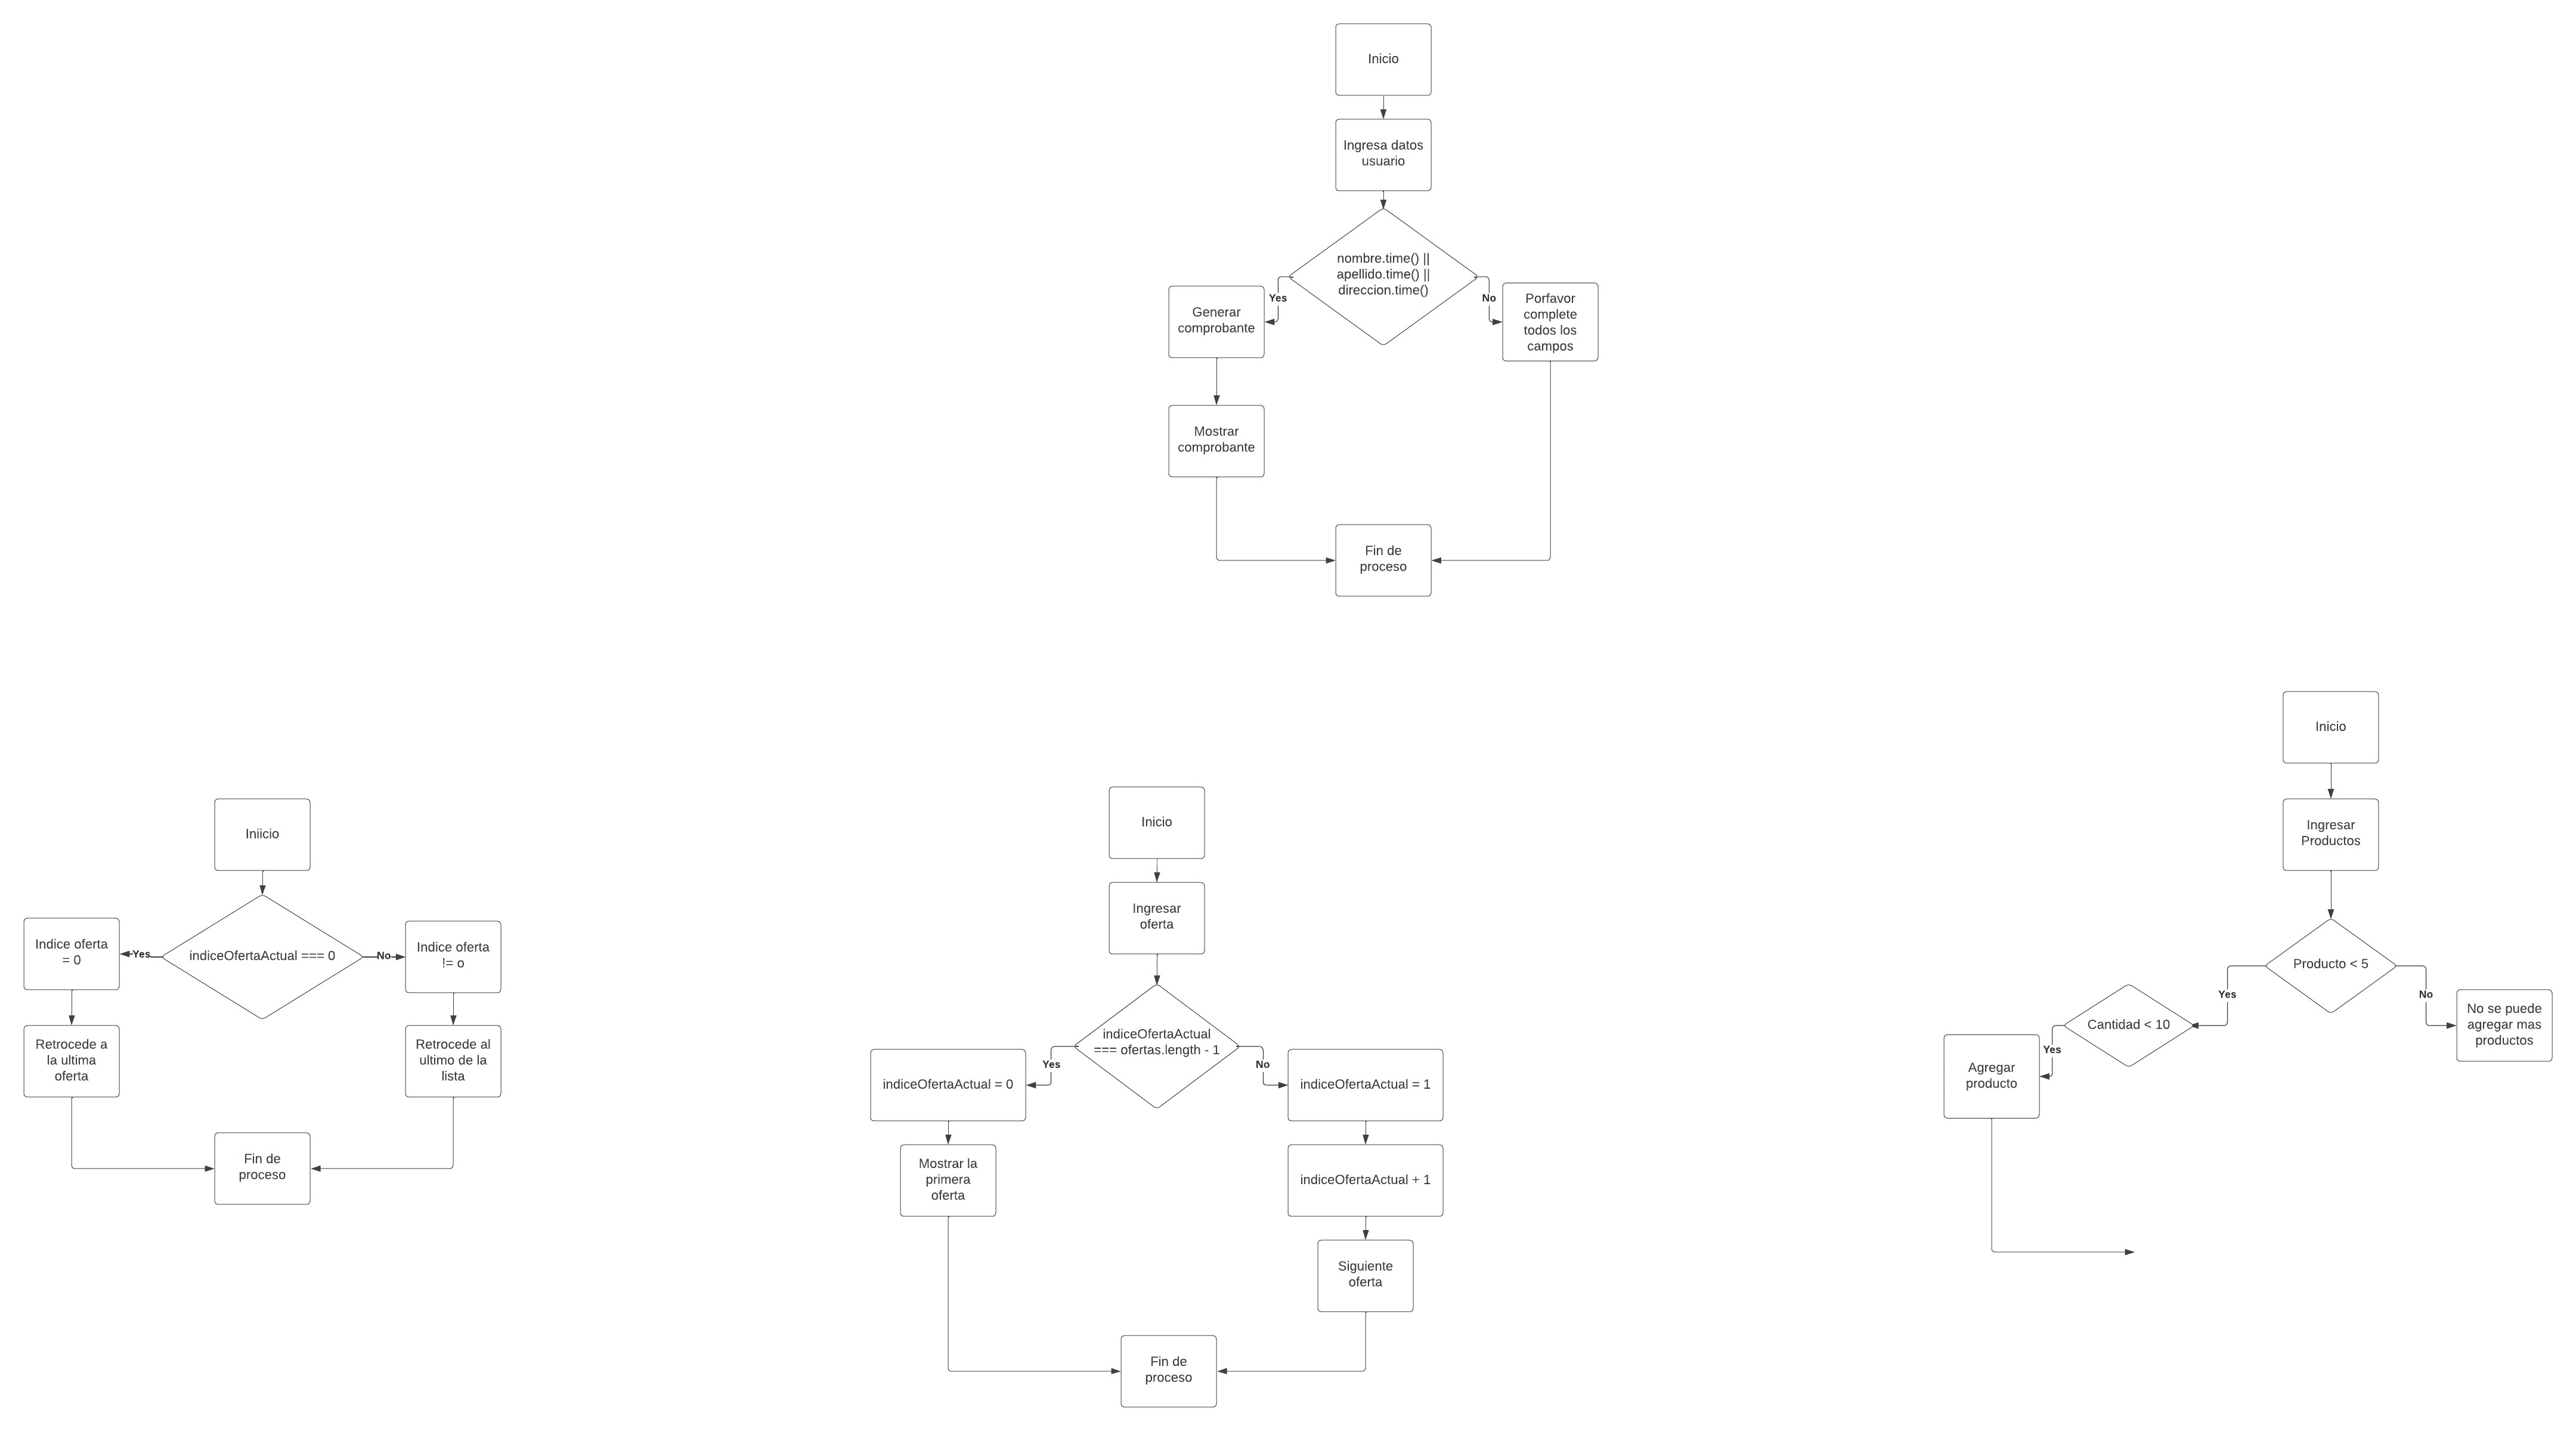 Inicio
Ingresa datos
usuario
nombre.time() ||
apellido.time() ||
direccion.time()
Yes
No
Generar
comprobante
Porfavor
complete
todos los
campos
Mostrar
comprobante
Fin de
proceso
Iniicio
indiceOfertaActual === 0
Yes
No
Indice oferta
= 0
Indice oferta
!= o
Retrocede a
la ultima
oferta
Retrocede al
ultimo de la
lista
Fin de
proceso
Inicio
Ingresar
oferta
indiceOfertaActual
=== ofertas.length - 1
Yes
No
indiceOfertaActual = 0
indiceOfertaActual = 1
Mostrar la
primera
oferta
indiceOfertaActual + 1
Siguiente
oferta
Fin de
proceso
Inicio
Ingresar
Productos
Producto < 5
Yes
No
Cantidad < 10
No se puede
agregar mas
productos
Yes
Agregar
producto